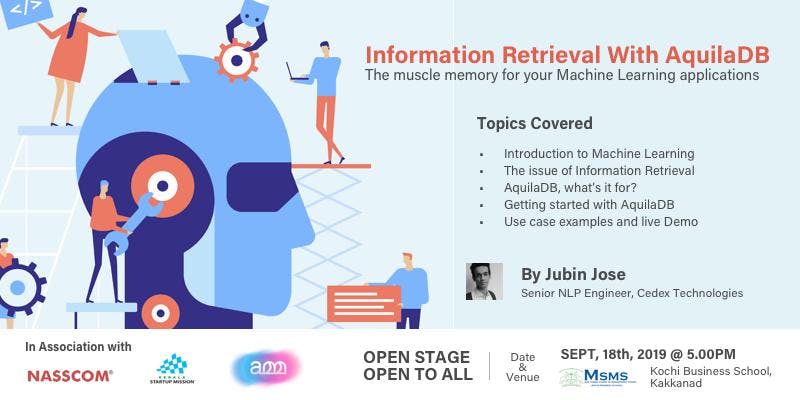 </>
Information Retrieval With AquilaDB
The muscle memory for your Machine Learning applications
Topics Covered
▪ Introduction to Machine Learning
▪ The issue of Information Retrieval
▪ AquilaDB, what's it for?
▪ Getting started with AquilaDB
▪ Use case examples and live Demo
By Jubin Jose
Senior NLP Engineer, Cedex Technologies
In Association with
NASSCOM®
KERALA
STARTUP MISSION
OPEN STAGE
OPEN TO ALL
Date
&
Venue
SEPT, 18th, 2019 @ 5.00PM
MSMS
Kochi Business School,
Kakkanad